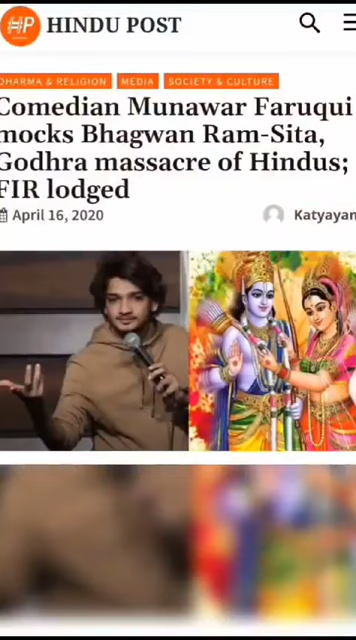 HP HINDU POST
DHARMA & RELIGION MEDIA SOCIETY & CULTURE
Comedian Munawar Faruqui
mocks Bhagwan Ram-Sita,
Godhra massacre of Hindus;
FIR lodged
April 16, 2020 Katyayan